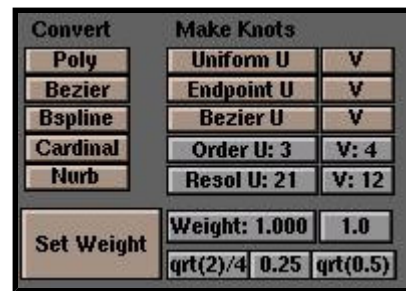 Convert Make Knots
Poly Uniform U V
Bezier Endpoint U V
Bspline Bezier U V
Cardinal Order U: 3 V: 4
Nurb Resol U: 21 V: 12
Set Weight Weight: 1.000 1.0
qrt(2)/4 0.25 qrt(0.5)